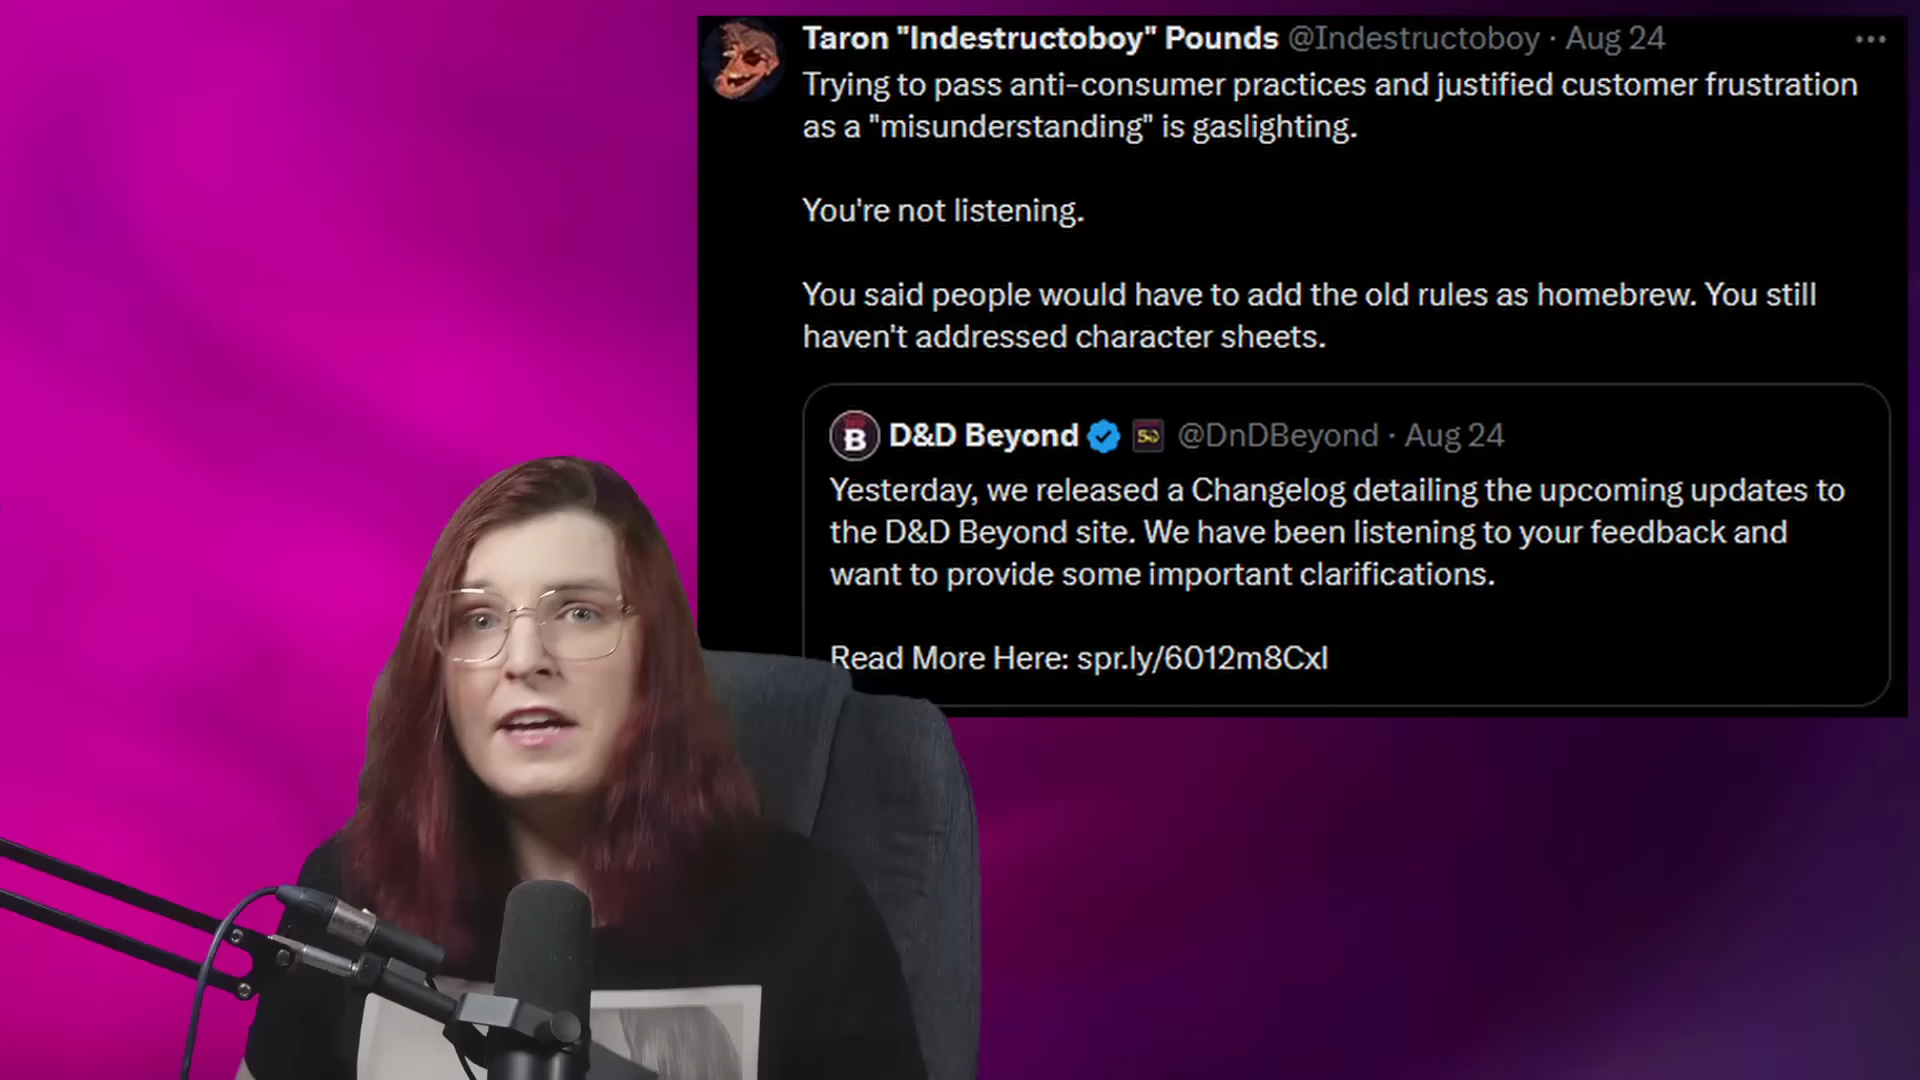 Taron "Indestructoboy" Pounds @Indestructoboy · Aug 24
Trying to pass anti-consumer practices and justified customer frustration
as a "misunderstanding" is gaslighting.
You're not listening.
You said people would have to add the old rules as homebrew. You still
haven't addressed character sheets.
B D&D Beyond @DnDBeyond · Aug 24
Yesterday, we released a Changelog detailing the upcoming updates to
the D&D Beyond site. We have been listening to your feedback and
want to provide some important clarifications.
Read More Here: spr.ly/6012m8CxI